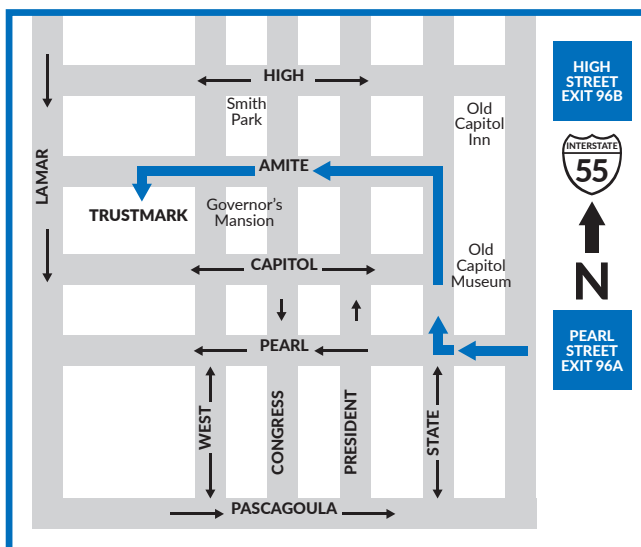 HIGH
Smith
Park
Old
Capitol
Inn
HIGH
STREET
EXIT 96B
INTERSTATE
55
LAMAR
AMITE
TRUSTMARK
Governor's
Mansion
CAPITOL
Old
Capitol
Museum
N
PEARL
PEARL
STREET
EXIT 96A
WEST
CONGRESS
PRESIDENT
STATE
PASCAGOULA